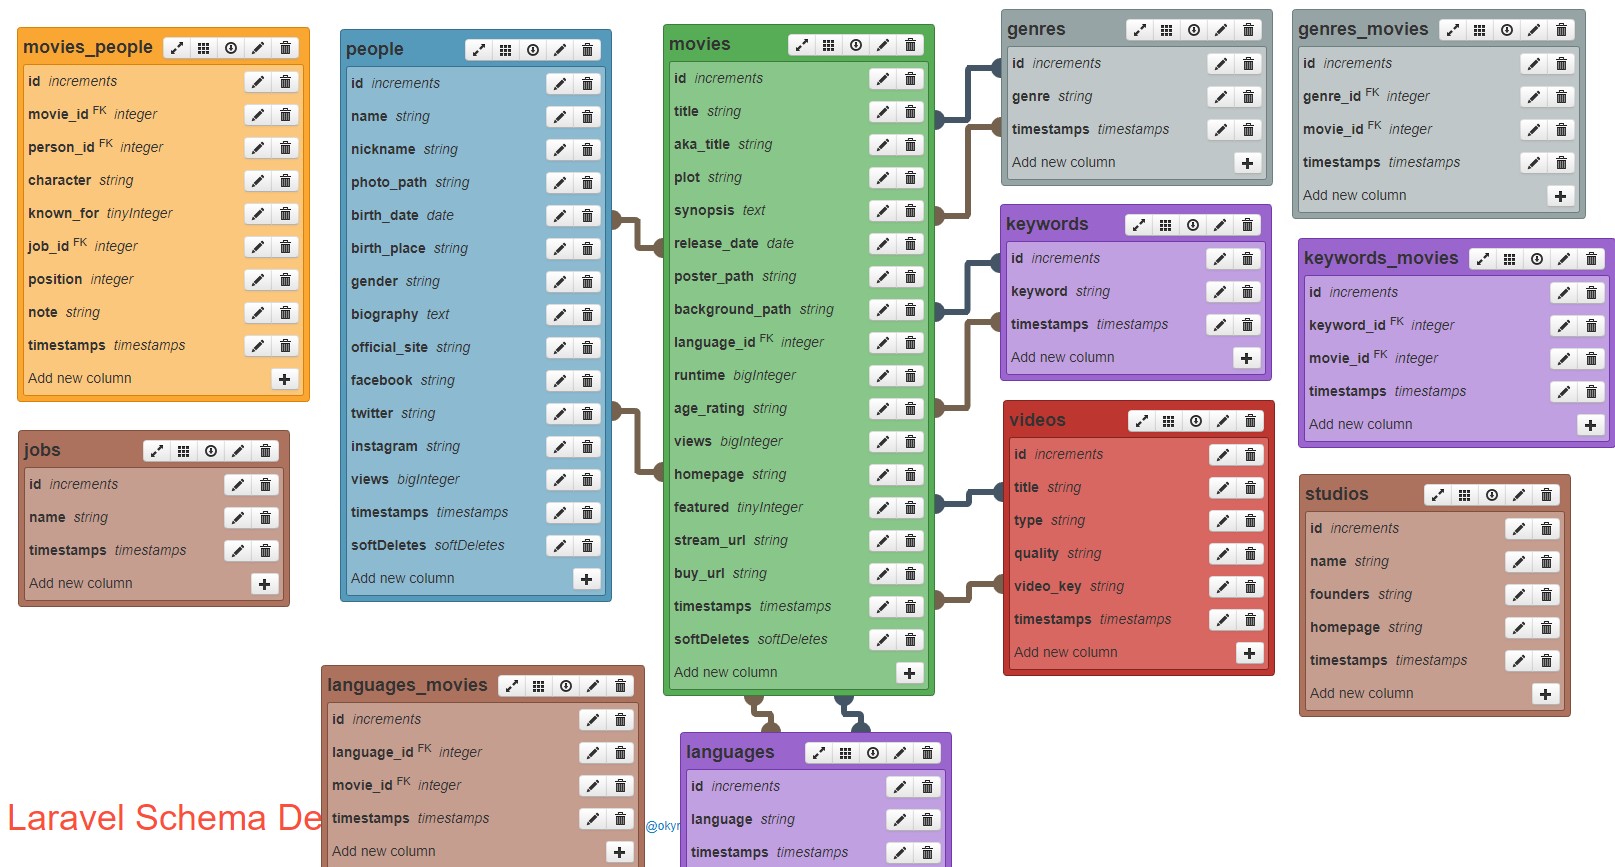 movies_people
id increments
movie_id FK integer
person_id FK integer
character string
known_for tinyInteger
job_id FK integer
position integer
note string
timestamps timestamps
Add new column
jobs
id increments
name string
timestamps timestamps
Add new column
people
id increments
name string
nickname string
photo_path string
birth_date date
birth_place string
gender string
biography text
official_site string
facebook string
twitter string
instagram string
views bigInteger
timestamps timestamps
softDeletes softDeletes
Add new column
movies
id increments
title string
aka_title string
plot string
synopsis text
release_date date
poster_path string
background_path string
language_id FK integer
runtime bigInteger
age_rating string
views bigInteger
homepage string
featured tinyInteger
stream_url string
buy_url string
timestamps timestamps
softDeletes softDeletes
Add new column
genres
id increments
genre string
timestamps timestamps
Add new column
keywords
id increments
keyword string
timestamps timestamps
Add new column
videos
id increments
title string
type string
quality string
video_key string
timestamps timestamps
Add new column
genres_movies
id increments
genre_id FK integer
movie_id FK integer
timestamps timestamps
Add new column
keywords_movies
id increments
keyword_id FK integer
movie_id FK integer
timestamps timestamps
Add new column
studios
id increments
name string
founders string
homepage string
timestamps timestamps
Add new column
languages_movies
id increments
language_id FK integer
movie_id FK integer
timestamps timestamps
Add new column
languages
id increments
language string
timestamps timestamps
Laravel Schema De